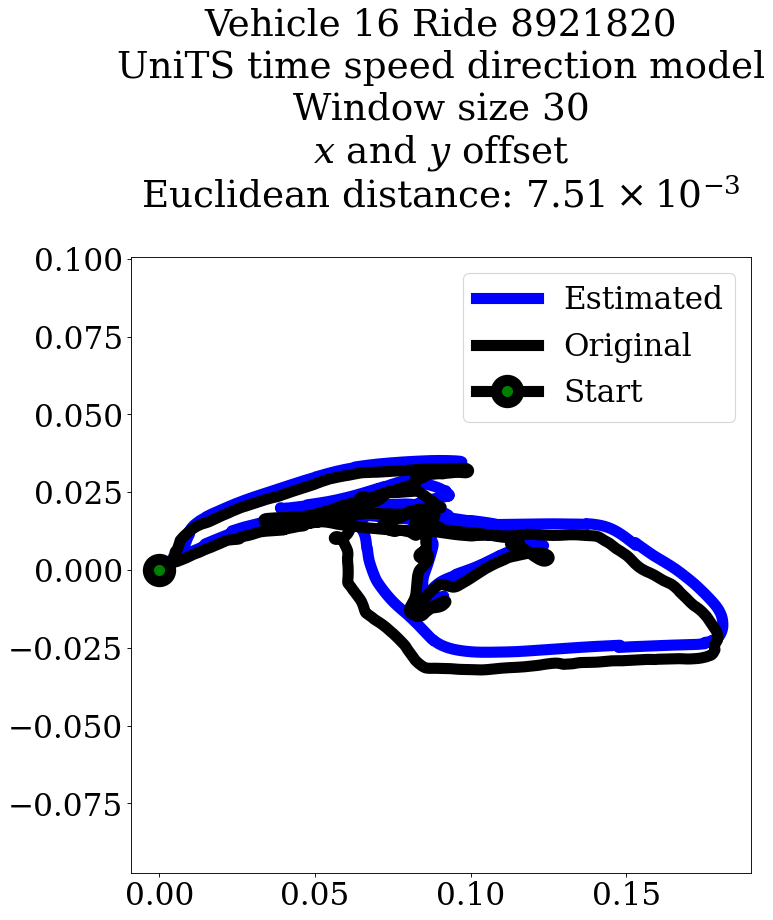 Vehicle 16 Ride 8921820
UniTS time speed direction model
Window size 30
x and y offset
Euclidean distance: 7.51 × 10⁻³
0.100
0.075
0.050
0.025
0.000
−0.025
−0.050
−0.075
Estimated
Original
Start
0.00 0.05 0.10 0.15